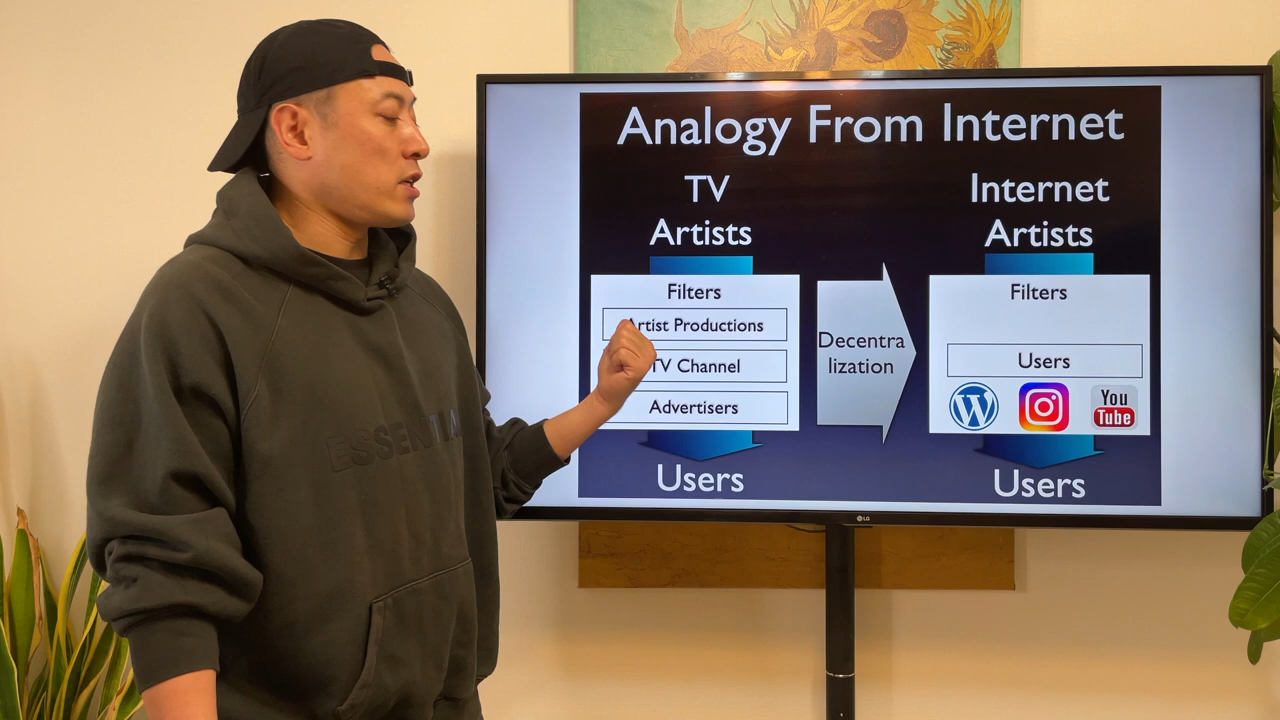 Analogy From Internet
TV
Artists
Filters
Artist Productions
TV Channel
Advertisers
Users
Decentra
lization
Internet
Artists
Filters
Users
You
Tube
Users
LG
ESSENTIA